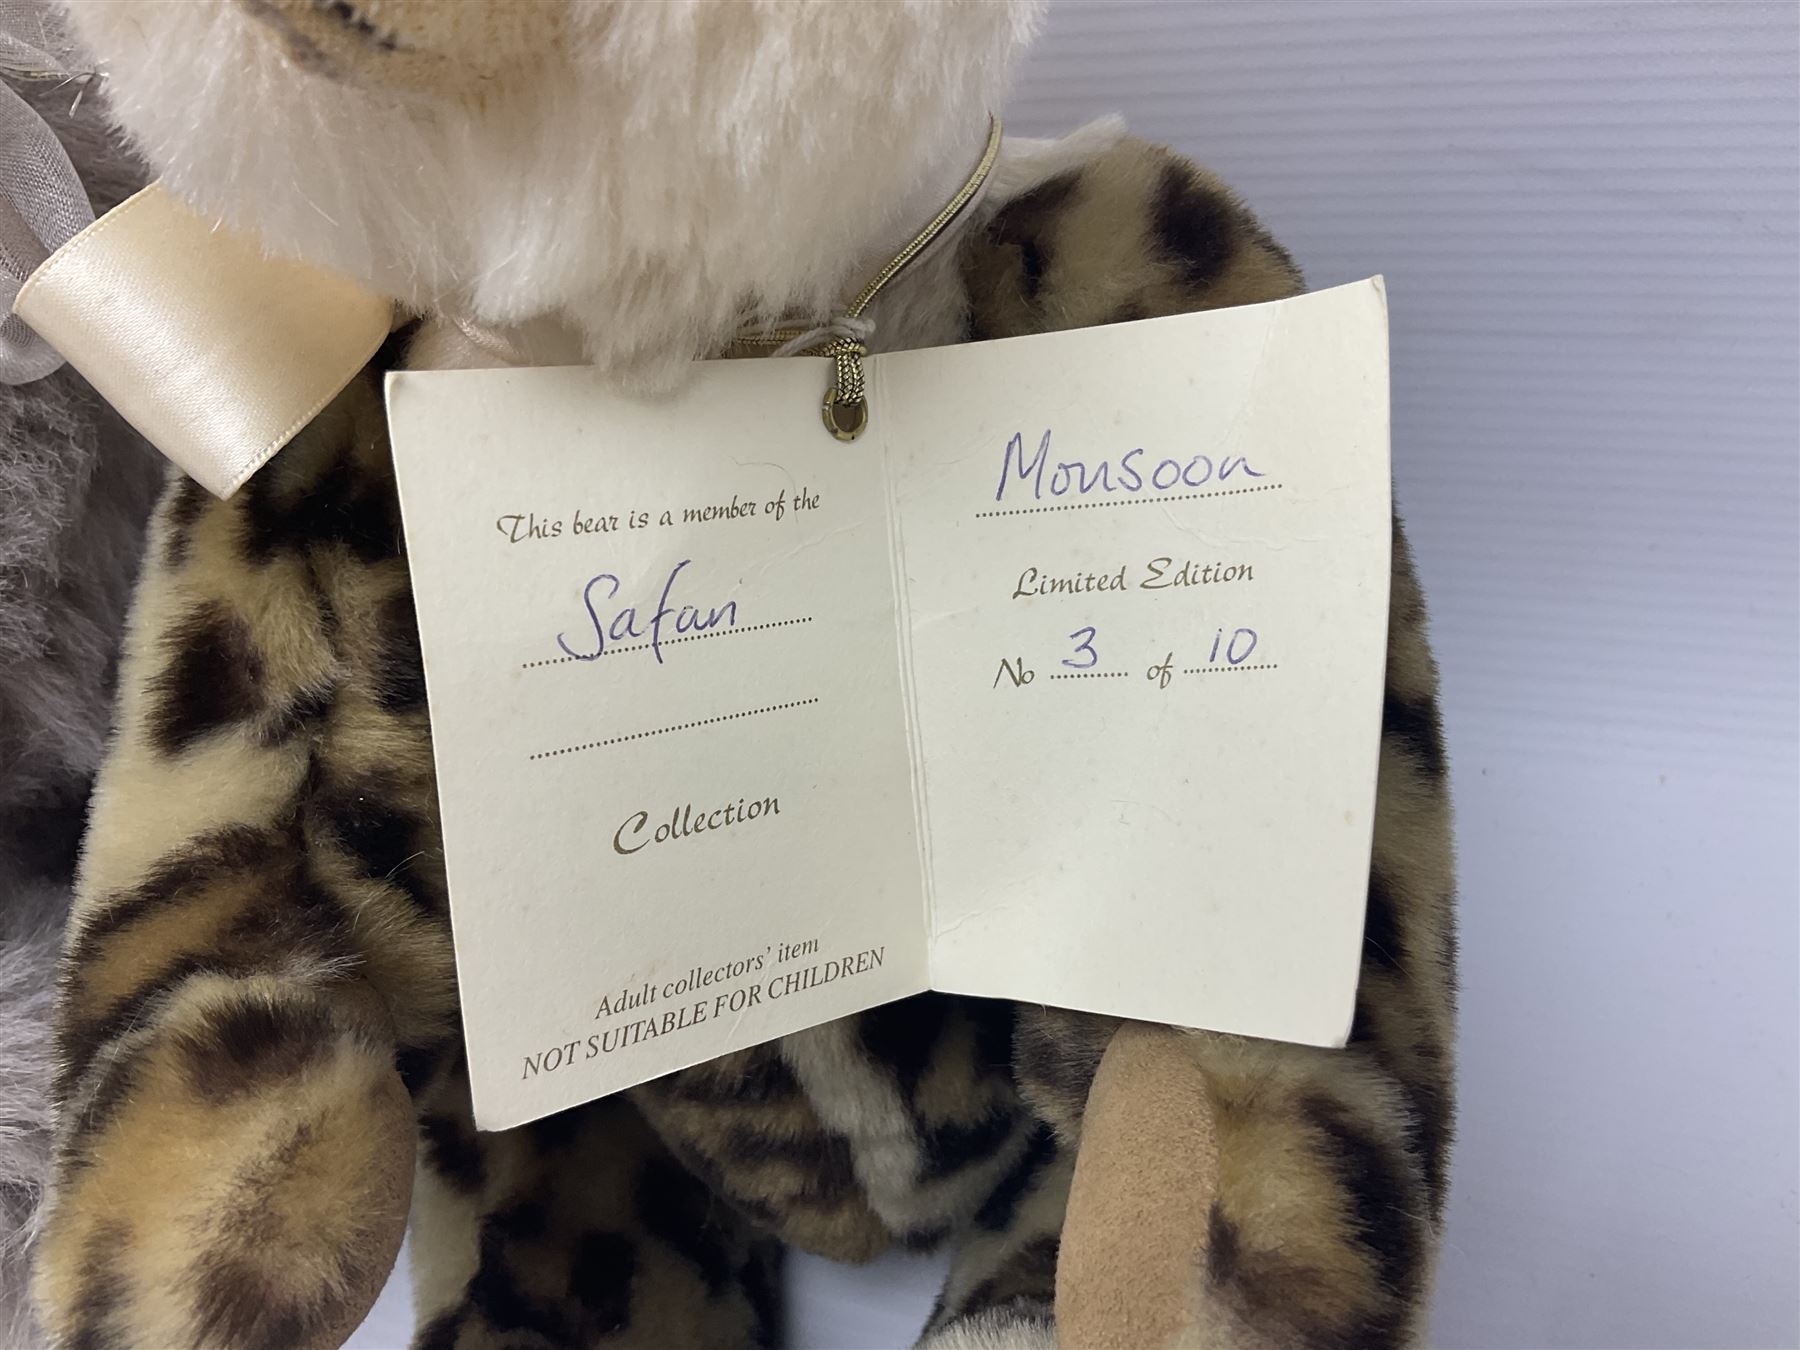 This bear is a member of the
Safari
Collection
Adult collectors' item
NOT SUITABLE FOR CHILDREN
Monsoon
Limited Edition
No 3 of 10